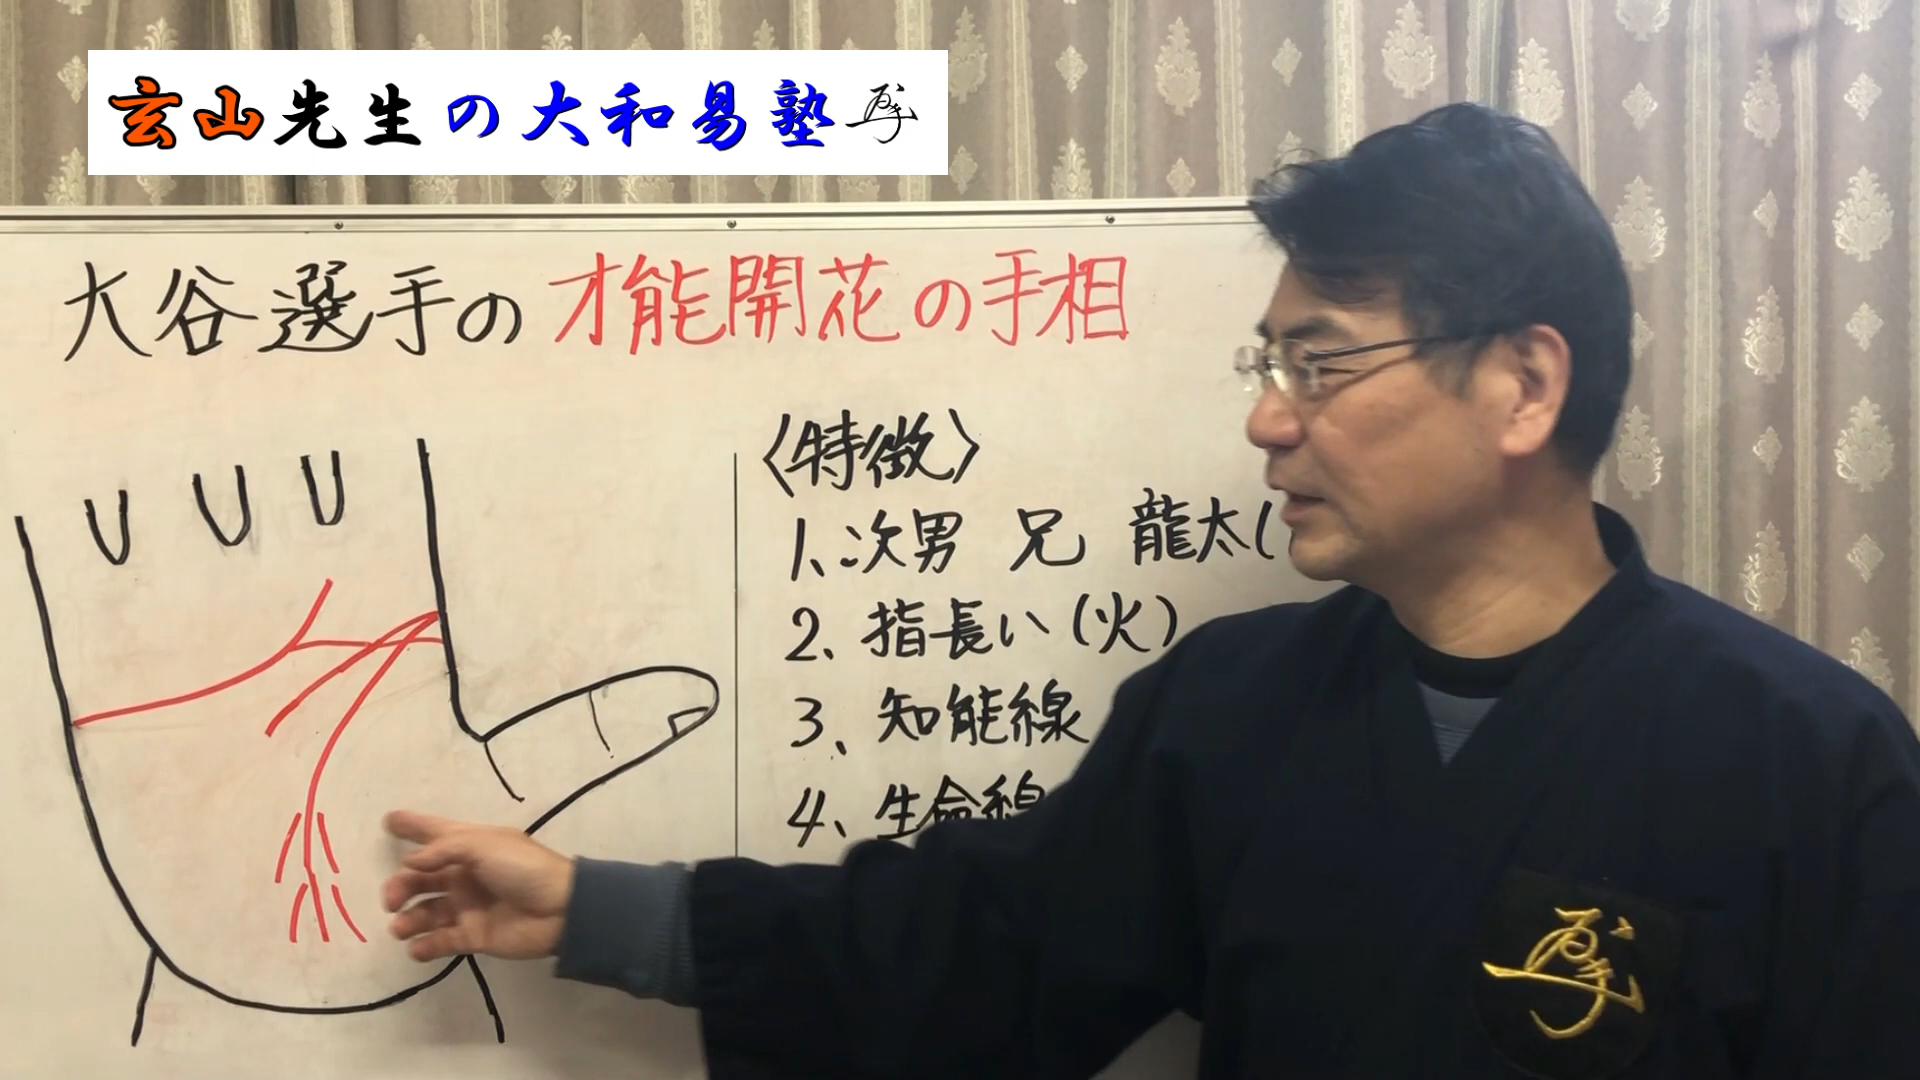 玄山先生の大和易塾
大谷選手の才能開花の手相
〈特徴〉
1、次男 兄 龍太(
2、指長い(火)
3、知能線
4、生命線